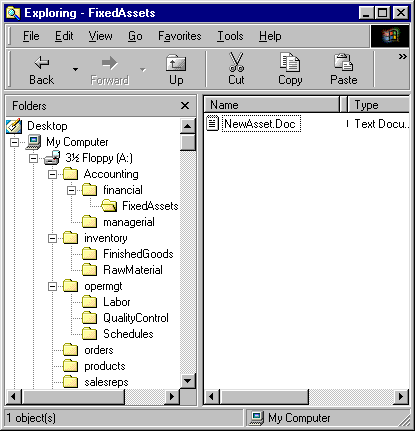 Exploring - FixedAssets
File Edit View Go Favorites Tools Help
Back Forward Up Cut Copy Paste »
Folders
Name Type
Desktop
My Computer
3½ Floppy (A:)
Accounting
financial
FixedAssets
managerial
inventory
FinishedGoods
RawMaterial
opermgt
Labor
QualityControl
Schedules
orders
products
salesreps
NewAsset.Doc Text Docu...
1 object(s) My Computer